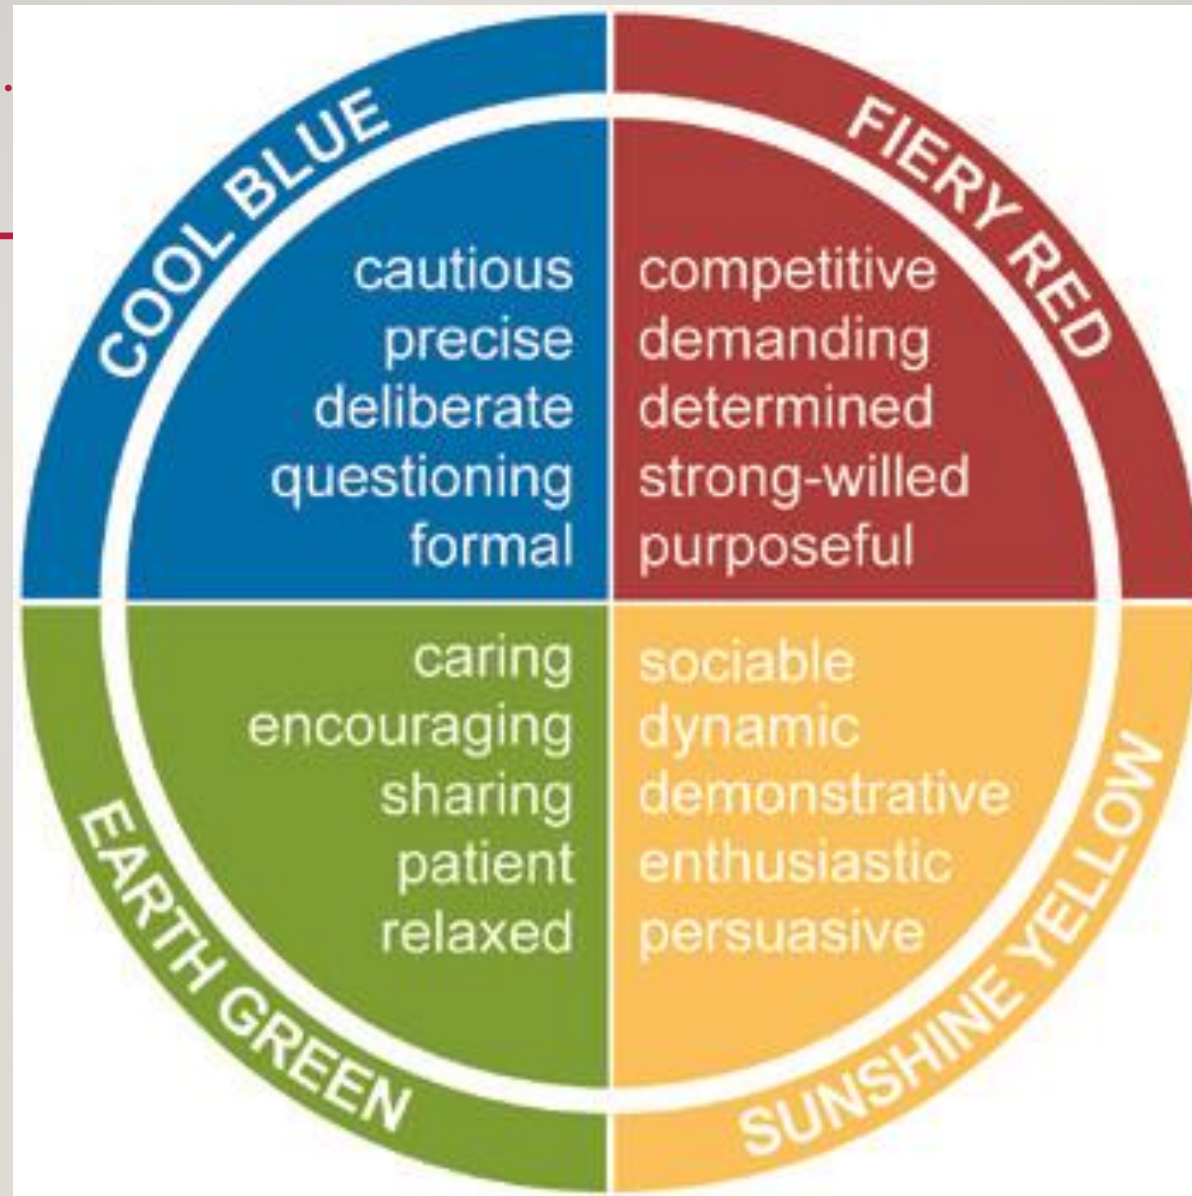 COOL BLUE
cautious
precise
deliberate
questioning
formal
FIERY RED
competitive
demanding
determined
strong-willed
purposeful
EARTH GREEN
caring
encouraging
sharing
patient
relaxed
SUNSHINE YELLOW
sociable
dynamic
demonstrative
enthusiastic
persuasive